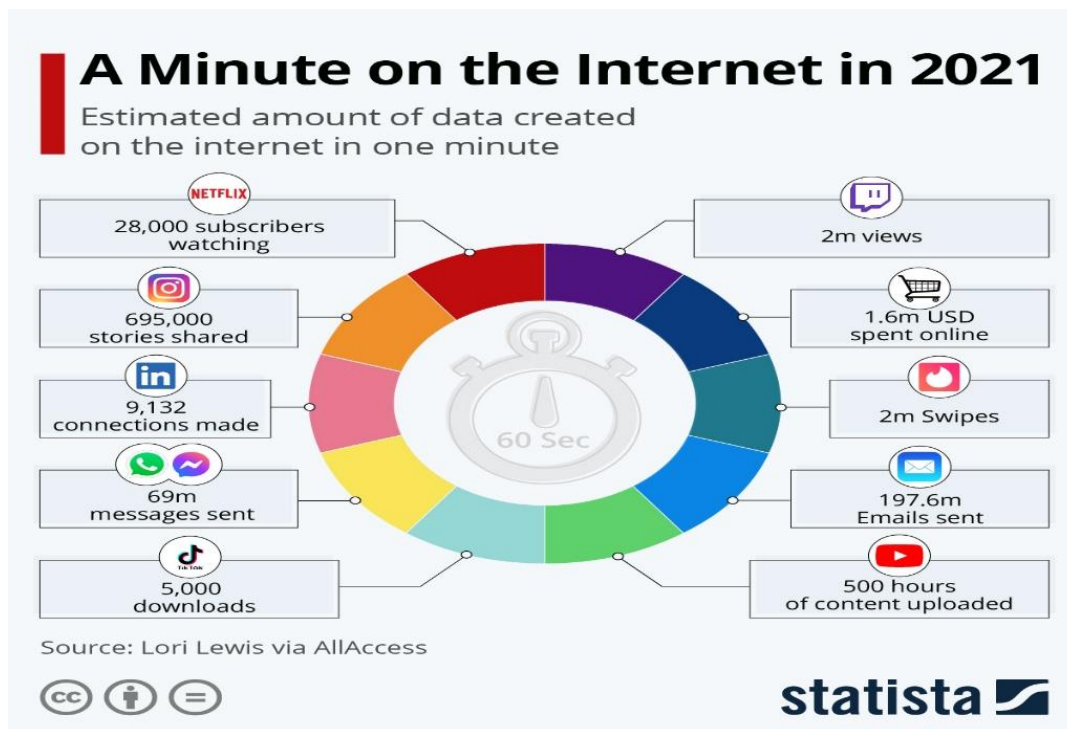 A Minute on the Internet in 2021
Estimated amount of data created
on the internet in one minute
NETFLIX
28,000 subscribers
watching
2m views
695,000
stories shared
1.6m USD
spent online
in
9,132
connections made
2m Swipes
60 Sec
69m
messages sent
197.6m
Emails sent
TikTok
5,000
downloads
500 hours
of content uploaded
Source: Lori Lewis via AllAccess
cc
statista